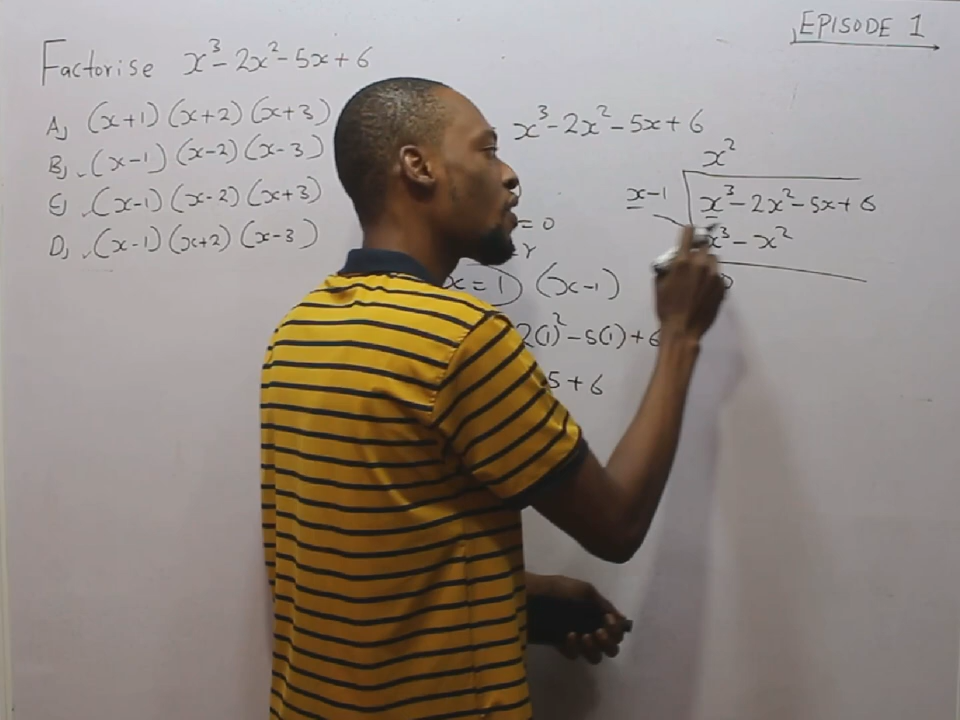 EPISODE 1
Factorise x³-2x²-5x+6
A, (x+1)(x+2)(x+3)
B, (x-1)(x-2)(x-3)
C, (x-1)(x-2)(x+3)
D, (x-1)(x+2)(x-3)
x³-2x²-5x+6
x²
x-1 x³-2x²-5x+6
x³-x²
=0
x=1 (x-1)
2(1)²-5(1)+6
5+6